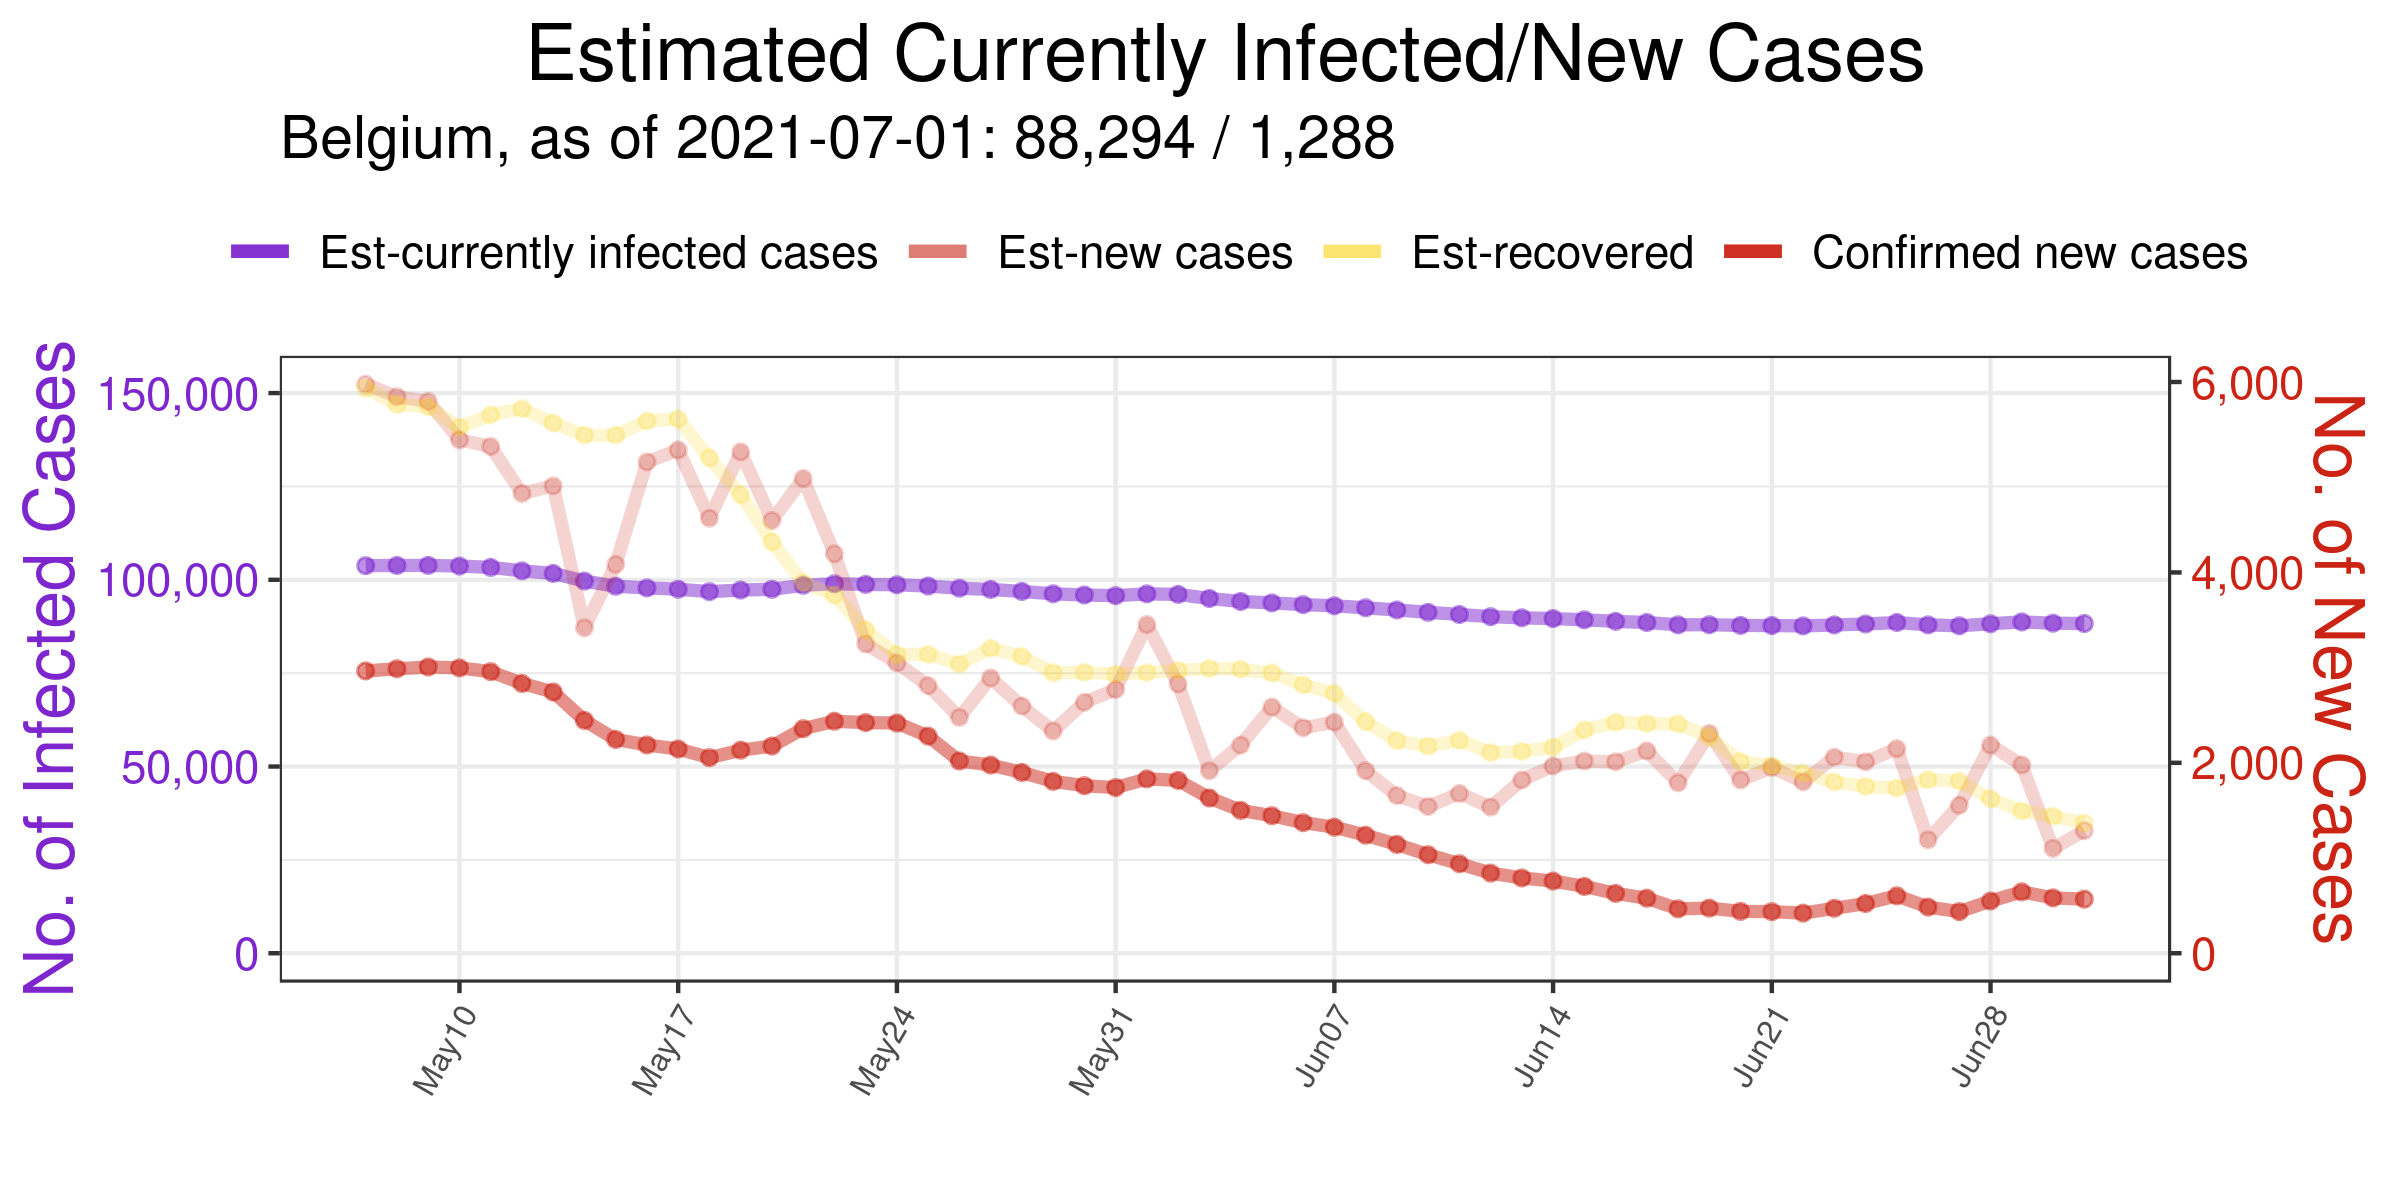 Estimated Currently Infected/New Cases
Belgium, as of 2021-07-01: 88,294 / 1,288
Est-currently infected cases Est-new cases Est-recovered Confirmed new cases
No. of Infected Cases
150,000
100,000
50,000
0
6,000
4,000
2,000
0
No. of New Cases
May10 May17 May24 May31 Jun07 Jun14 Jun21 Jun28